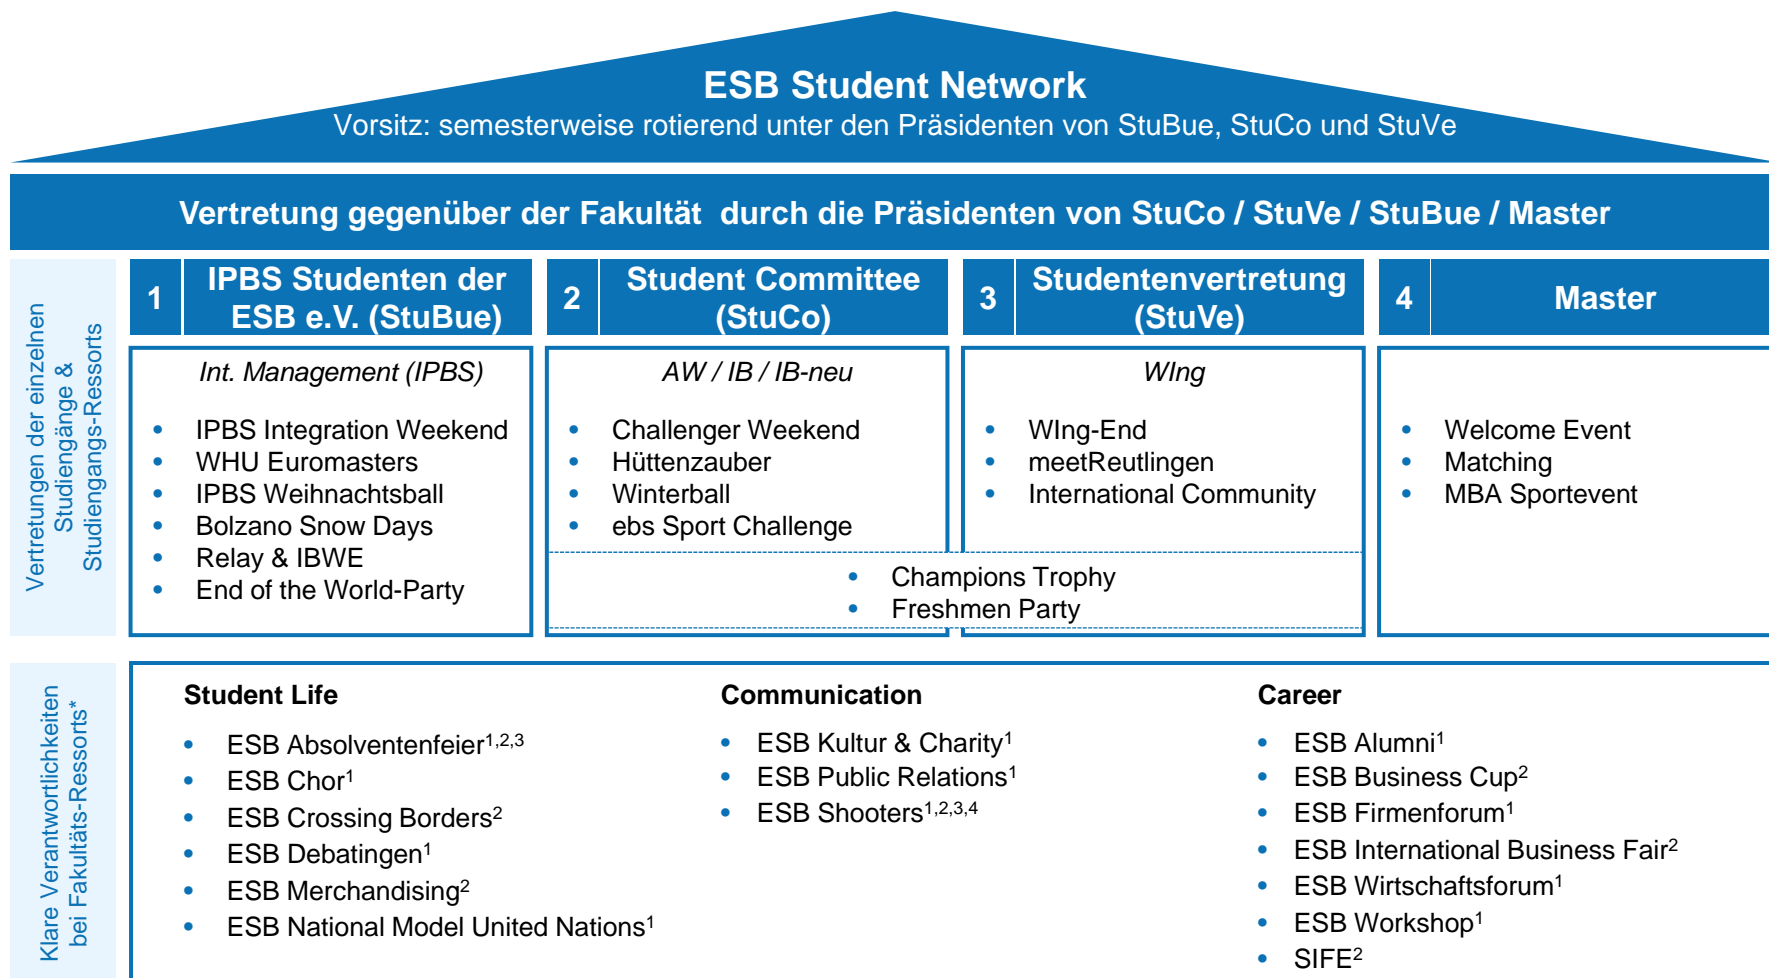 ESB Student Network
Vorsitz: semesterweise rotierend unter den Präsidenten von StuBue, StuCo und StuVe
Vertretung gegenüber der Fakultät durch die Präsidenten von StuCo / StuVe / StuBue / Master
Vertretungen der einzelnen
Studiengänge &
Studiengangs-Ressorts
1
IPBS Studenten der
ESB e.V. (StuBue)
Int. Management (IPBS)
• IPBS Integration Weekend
• WHU Euromasters
• IPBS Weihnachtsball
• Bolzano Snow Days
• Relay & IBWE
• End of the World-Party
2
Student Committee
(StuCo)
AW / IB / IB-neu
• Challenger Weekend
• Hüttenzauber
• Winterball
• ebs Sport Challenge
3
Studentenvertretung
(StuVe)
WIng
• WIng-End
• meetReutlingen
• International Community
• Champions Trophy
• Freshmen Party
4
Master
• Welcome Event
• Matching
• MBA Sportevent
Klare Verantwortlichkeiten
bei Fakultäts-Ressorts*
Student Life
• ESB Absolventenfeier1,2,3
• ESB Chor1
• ESB Crossing Borders2
• ESB Debatingen1
• ESB Merchandising2
• ESB National Model United Nations1
Communication
• ESB Kultur & Charity1
• ESB Public Relations1
• ESB Shooters1,2,3,4
Career
• ESB Alumni1
• ESB Business Cup2
• ESB Firmenforum1
• ESB International Business Fair2
• ESB Wirtschaftsforum1
• ESB Workshop1
• SIFE2